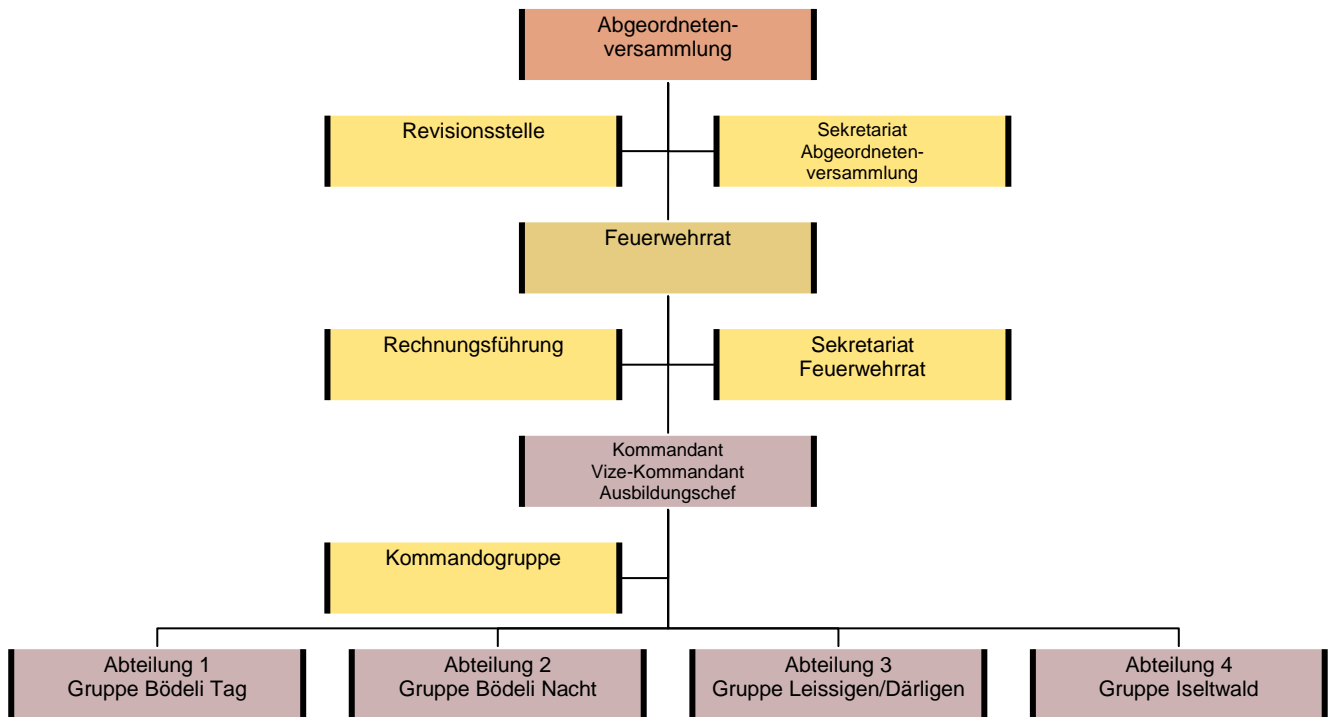 Abgeordneten-
versammlung
Revisionsstelle
Sekretariat
Abgeordneten-
versammlung
Feuerwehrrat
Rechnungsführung
Sekretariat
Feuerwehrrat
Kommandant
Vize-Kommandant
Ausbildungschef
Kommandogruppe
Abteilung 1
Gruppe Bödeli Tag
Abteilung 2
Gruppe Bödeli Nacht
Abteilung 3
Gruppe Leissigen/Därligen
Abteilung 4
Gruppe Iseltwald